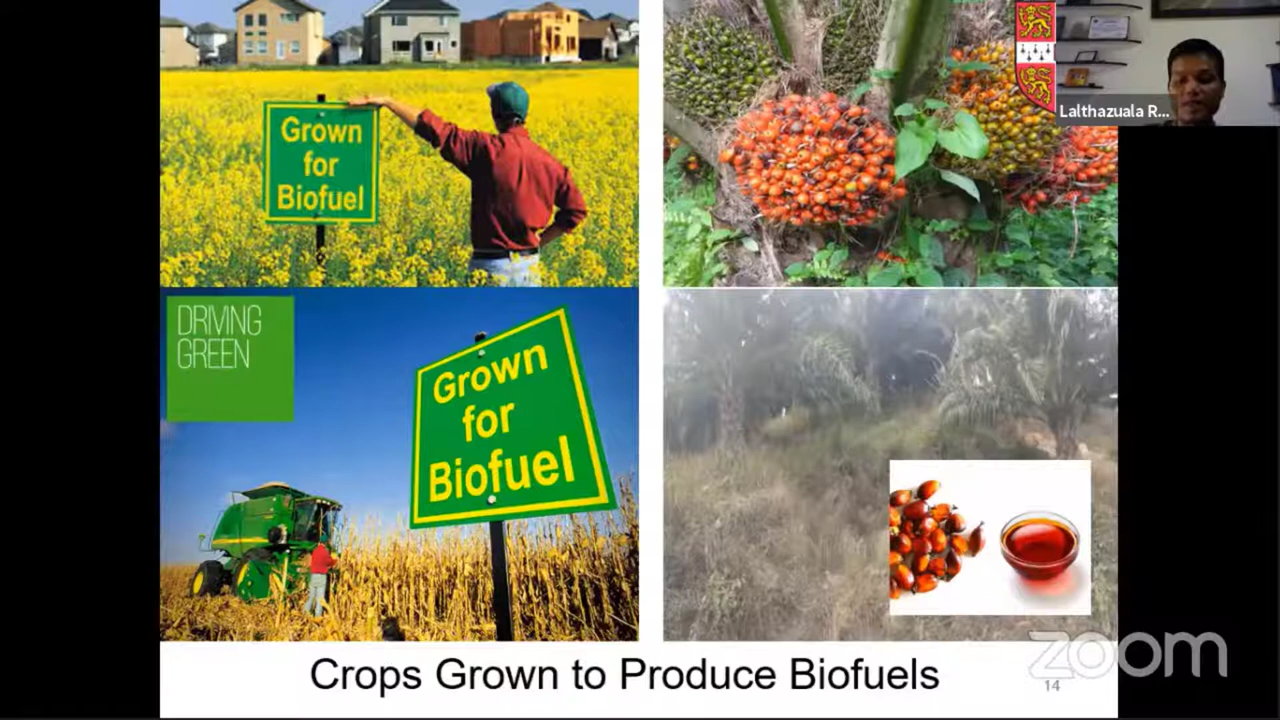 Grown
for
Biofuel
Lalthazuala R...
DRIVING
GREEN
Grown
for
Biofuel
Crops Grown to Produce Biofuels
zoom
14